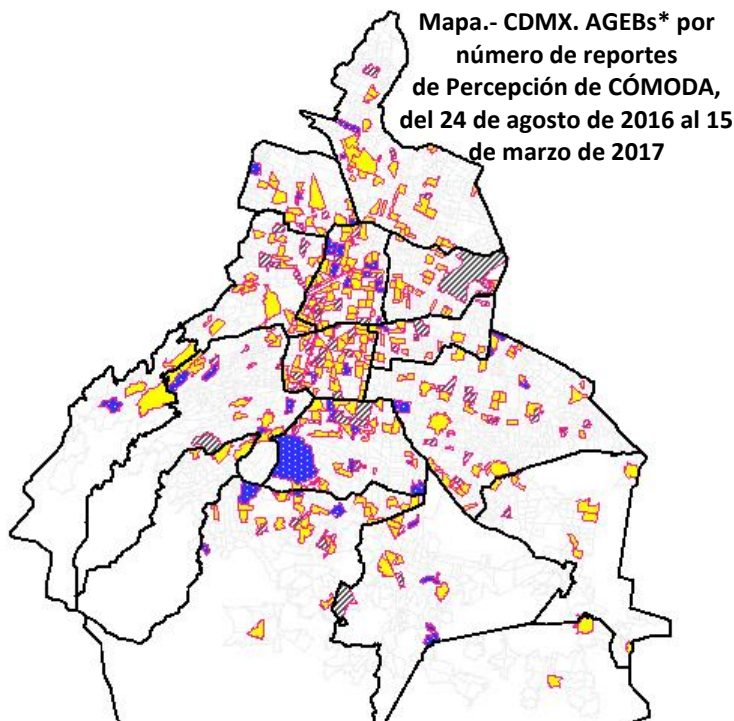 Mapa.- CDMX. AGEBs* por
número de reportes
de Percepción de CÓMODA,
del 24 de agosto de 2016 al 15
de marzo de 2017